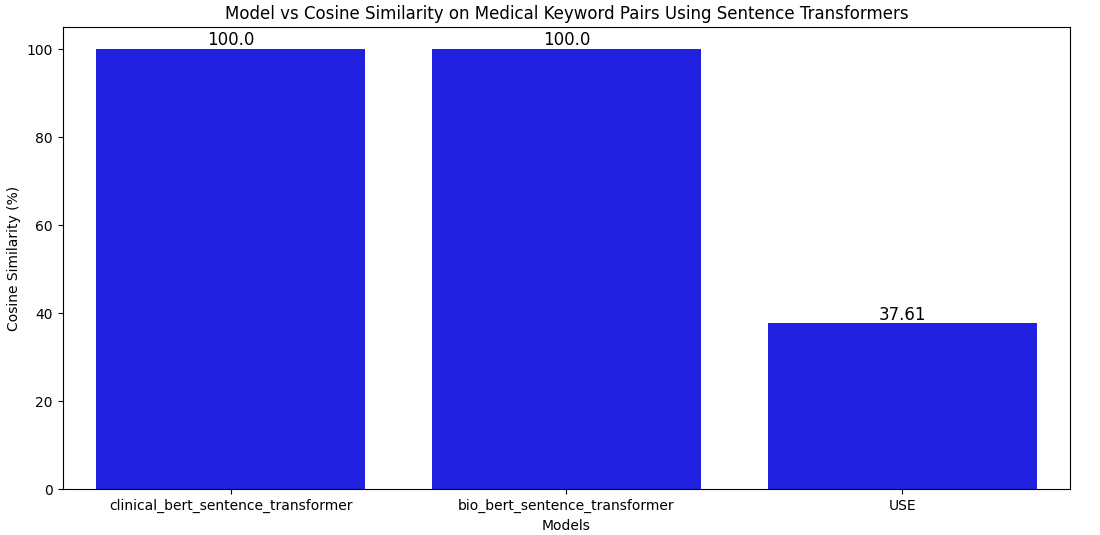 Model vs Cosine Similarity on Medical Keyword Pairs Using Sentence Transformers
100.0
100.0
37.61
100
80
60
40
20
0
Cosine Similarity (%)
clinical_bert_sentence_transformer
bio_bert_sentence_transformer
USE
Models